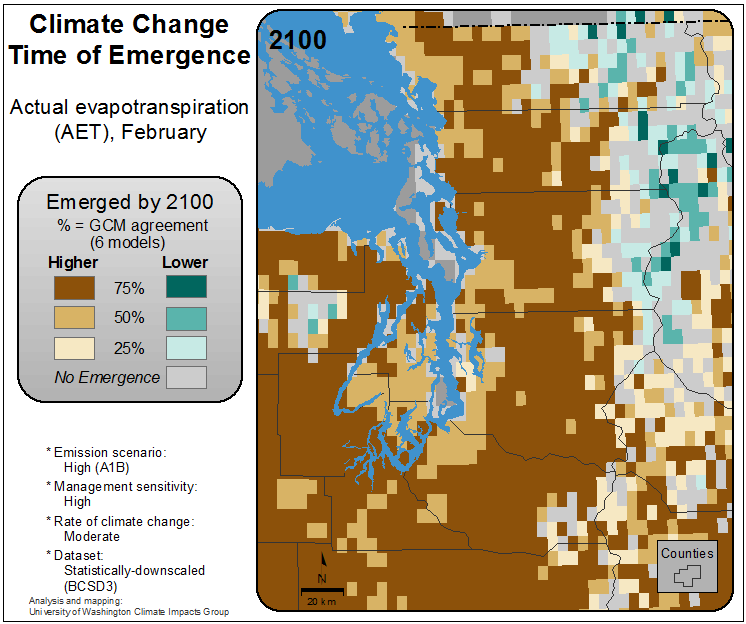 Climate Change
Time of Emergence
Actual evapotranspiration
(AET), February
Emerged by 2100
% = GCM agreement
(6 models)
Higher Lower
75%
50%
25%
No Emergence
* Emission scenario:
High (A1B)
* Management sensitivity:
High
* Rate of climate change:
Moderate
* Dataset:
Statistically-downscaled
(BCSD3)
Analysis and mapping:
University of Washington Climate Impacts Group
2100
N
20 km
Counties